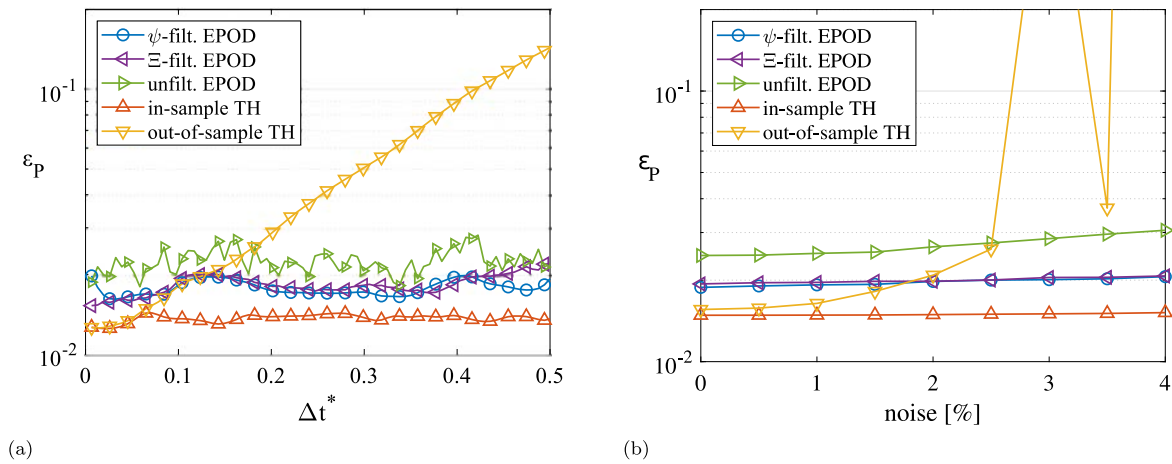 ψ-filt. EPOD
Ξ-filt. EPOD
unfilt. EPOD
in-sample TH
out-of-sample TH
10^-1
ε_P
10^-2
0 0.1 0.2 0.3 0.4 0.5
Δt^*
(a)
ψ-filt. EPOD
Ξ-filt. EPOD
unfilt. EPOD
in-sample TH
out-of-sample TH
10^-1
ε_P
10^-2
0 1 2 3 4
noise [%]
(b)